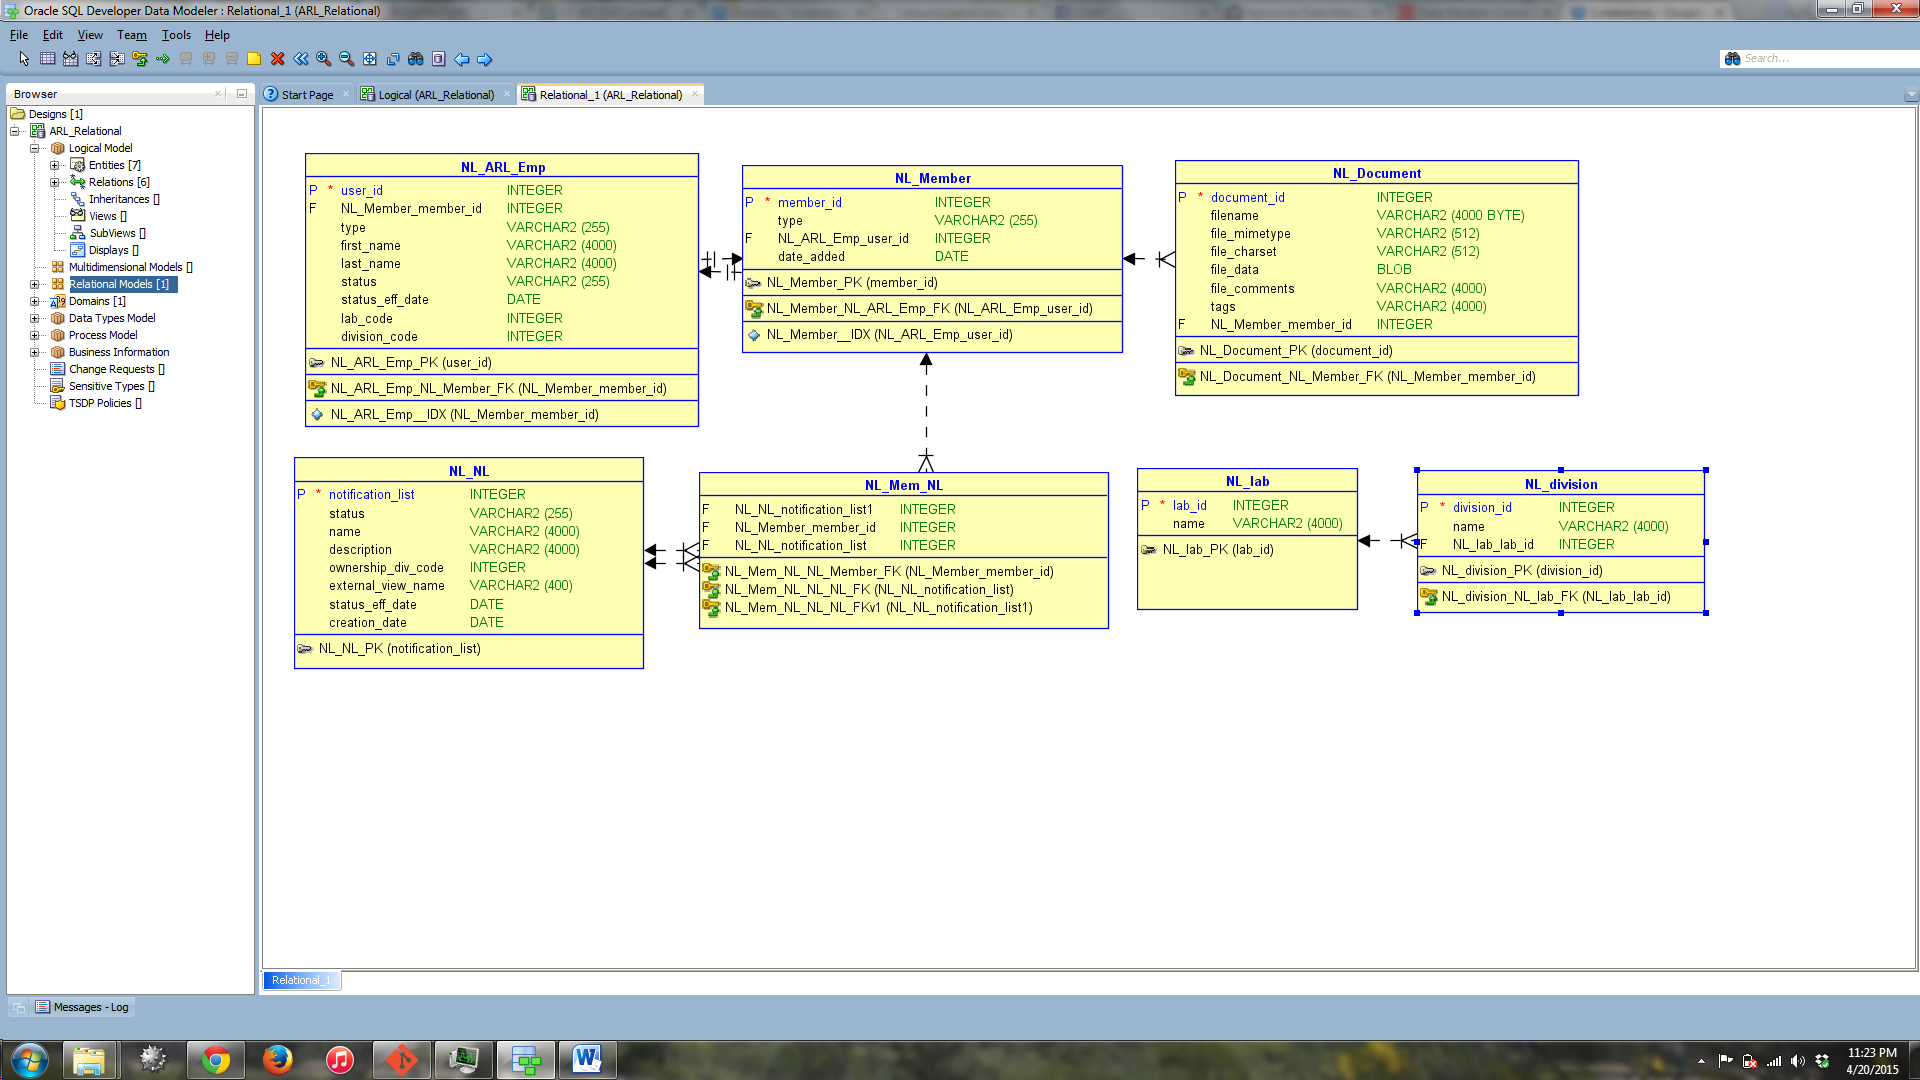 Oracle SQL Developer Data Modeler : Relational_1 (ARL_Relational)
File Edit View Team Tools Help
Search...
Browser
Start Page
Logical (ARL_Relational)
Relational_1 (ARL_Relational)
Designs [1]
ARL_Relational
Logical Model
Entities [7]
Relations [6]
Inheritances []
Views []
SubViews []
Displays []
Multidimensional Models []
Relational Models [1]
Domains [1]
Data Types Model
Process Model
Business Information
Change Requests []
Sensitive Types []
TSDP Policies []
NL_ARL_Emp
P * user_id INTEGER
F NL_Member_member_id INTEGER
type VARCHAR2 (255)
first_name VARCHAR2 (4000)
last_name VARCHAR2 (4000)
status VARCHAR2 (255)
status_eff_date DATE
lab_code INTEGER
division_code INTEGER
NL_ARL_Emp_PK (user_id)
NL_ARL_Emp_NL_Member_FK (NL_Member_member_id)
NL_ARL_Emp__IDX (NL_Member_member_id)
NL_Member
P * member_id INTEGER
type VARCHAR2 (255)
F NL_ARL_Emp_user_id INTEGER
date_added DATE
NL_Member_PK (member_id)
NL_Member_NL_ARL_Emp_FK (NL_ARL_Emp_user_id)
NL_Member__IDX (NL_ARL_Emp_user_id)
NL_Document
P * document_id INTEGER
filename VARCHAR2 (4000 BYTE)
file_mimetype VARCHAR2 (512)
file_charset VARCHAR2 (512)
file_data BLOB
file_comments VARCHAR2 (4000)
tags VARCHAR2 (4000)
F NL_Member_member_id INTEGER
NL_Document_PK (document_id)
NL_Document_NL_Member_FK (NL_Member_member_id)
NL_NL
P * notification_list INTEGER
status VARCHAR2 (255)
name VARCHAR2 (4000)
description VARCHAR2 (4000)
ownership_div_code INTEGER
external_view_name VARCHAR2 (400)
status_eff_date DATE
creation_date DATE
NL_NL_PK (notification_list)
NL_Mem_NL
F NL_NL_notification_list1 INTEGER
F NL_Member_member_id INTEGER
F NL_NL_notification_list INTEGER
NL_Mem_NL_NL_Member_FK (NL_Member_member_id)
NL_Mem_NL_NL_NL_FK (NL_NL_notification_list)
NL_Mem_NL_NL_NL_FKv1 (NL_NL_notification_list1)
NL_lab
P * lab_id INTEGER
name VARCHAR2 (4000)
NL_lab_PK (lab_id)
NL_division
P * division_id INTEGER
name VARCHAR2 (4000)
F NL_lab_lab_id INTEGER
NL_division_PK (division_id)
NL_division_NL_lab_FK (NL_lab_lab_id)
Relational_1
Messages - Log
11:23 PM
4/20/2015